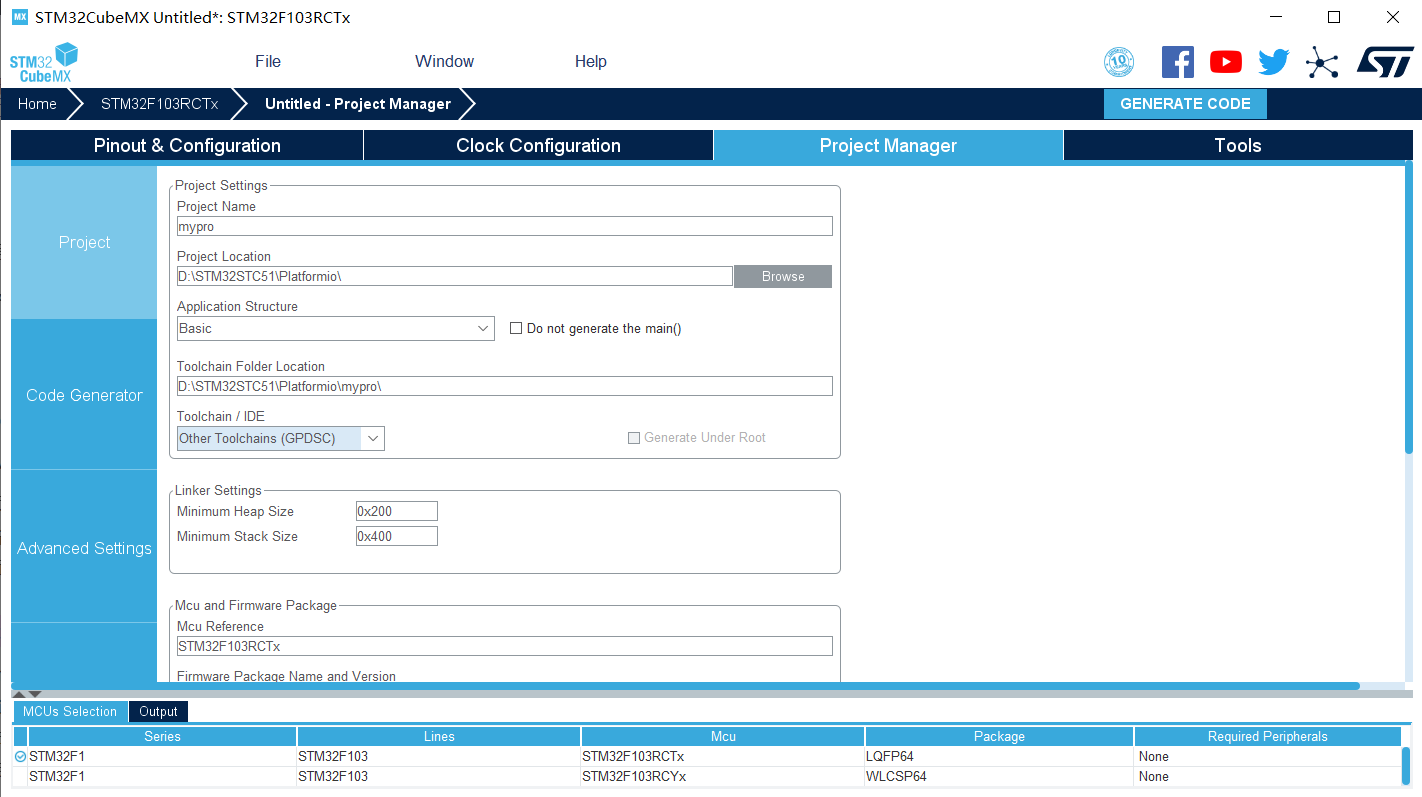 MX STM32CubeMX Untitled*: STM32F103RCTx
STM32 CubeMX
File Window Help
10
ST
Home STM32F103RCTx Untitled - Project Manager GENERATE CODE
Pinout & Configuration Clock Configuration Project Manager Tools
Project
Code Generator
Advanced Settings
Project Settings
Project Name
mypro
Project Location
D:\STM32STC51\Platformio\ Browse
Application Structure
Basic Do not generate the main()
Toolchain Folder Location
D:\STM32STC51\Platformio\mypro\
Toolchain / IDE
Other Toolchains (GPDSC) Generate Under Root
Linker Settings
Minimum Heap Size 0x200
Minimum Stack Size 0x400
Mcu and Firmware Package
Mcu Reference
STM32F103RCTx
Firmware Package Name and Version
MCUs Selection Output
Series Lines Mcu Package Required Peripherals
STM32F1 STM32F103 STM32F103RCTx LQFP64 None
STM32F1 STM32F103 STM32F103RCYx WLCSP64 None